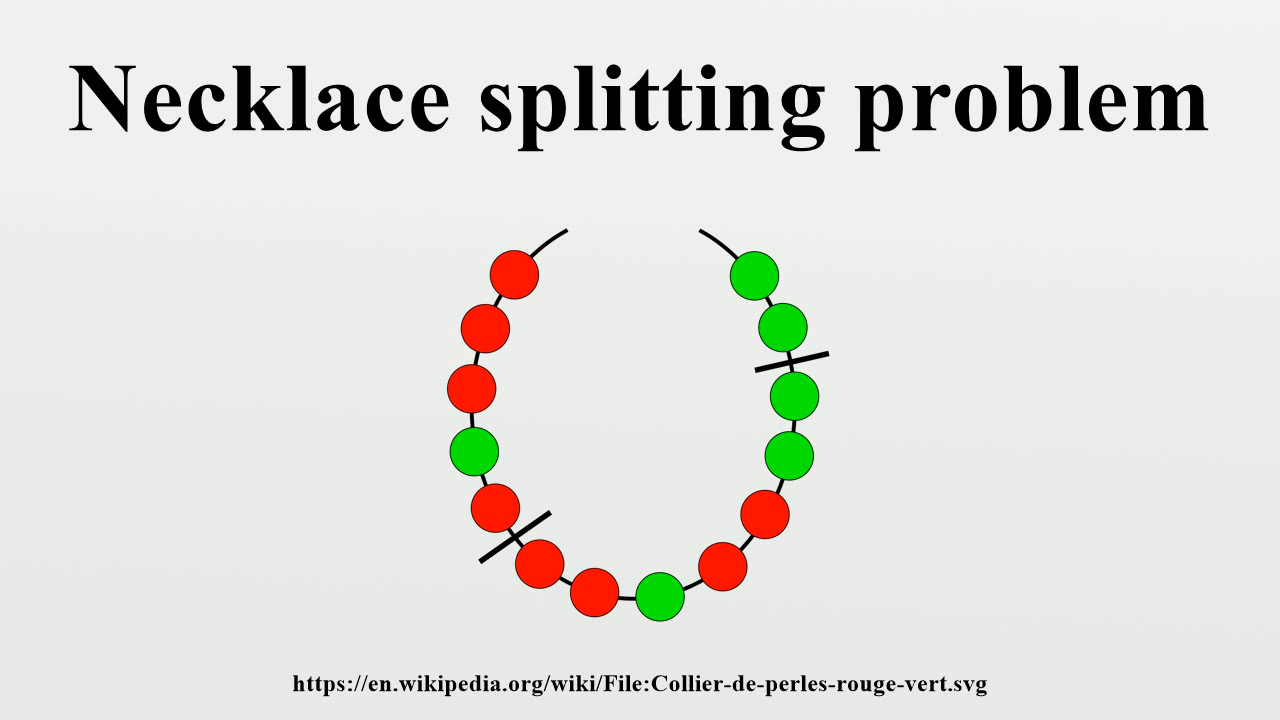 Necklace splitting problem
https://en.wikipedia.org/wiki/File:Collier-de-perles-rouge-vert.svg